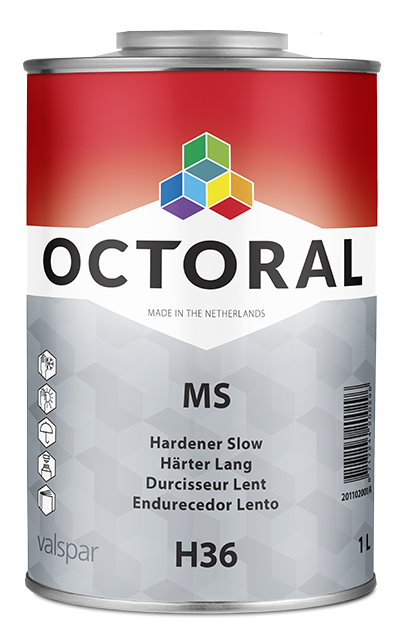 OCTORAL
MADE IN THE NETHERLANDS
MS
Hardener Slow
Härter Lang
Durcisseur Lent
Endurecedor Lento
valspar
H36
1 L